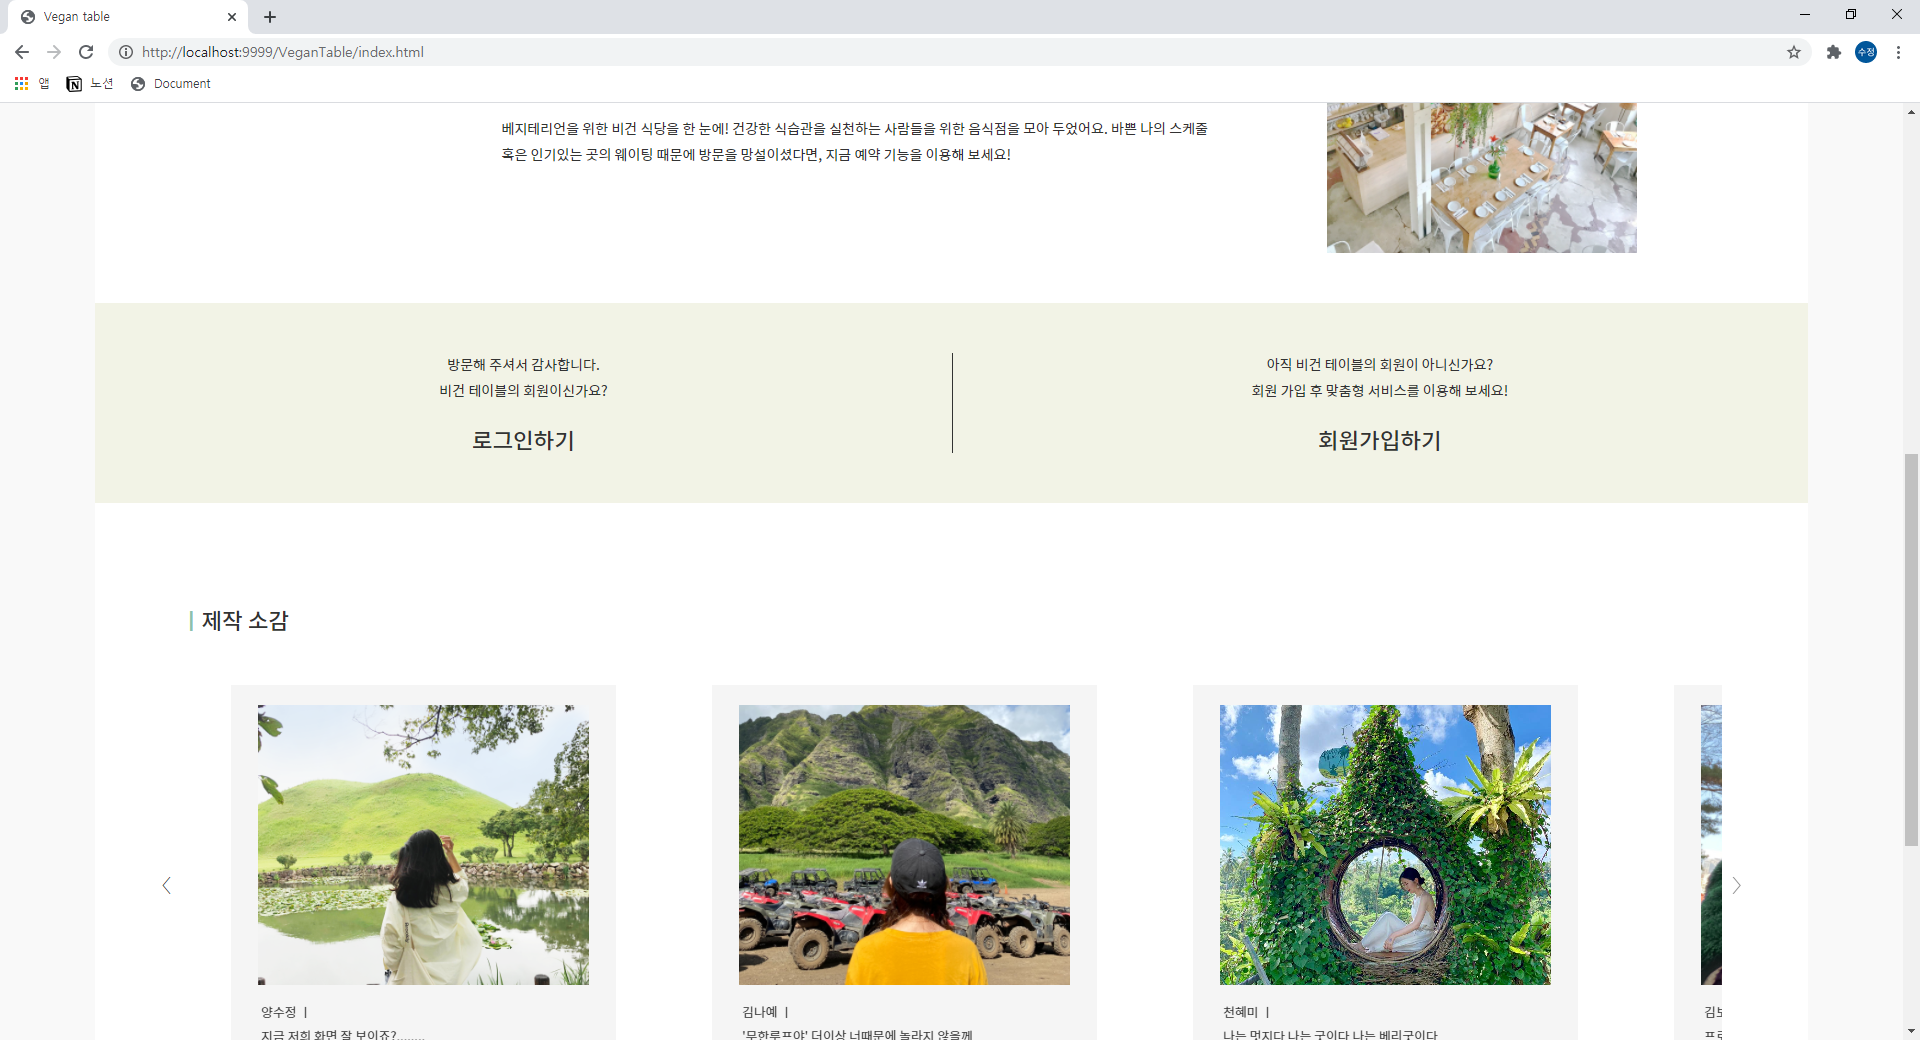 Vegan table
http://localhost:9999/VeganTable/index.html
수정
앱 노션 Document
베지테리언을 위한 비건 식당을 한 눈에! 건강한 식습관을 실천하는 사람들을 위한 음식점을 모아 두었어요. 바쁜 나의 스케줄
혹은 인기있는 곳의 웨이팅 때문에 방문을 망설이셨다면, 지금 예약 기능을 이용해 보세요!
방문해 주셔서 감사합니다.
비건 테이블의 회원이신가요?
로그인하기
아직 비건 테이블의 회원이 아니신가요?
회원 가입 후 맞춤형 서비스를 이용해 보세요!
회원가입하기
제작 소감
양수정 |
지금 저희 화면 잘 보이죠?........
김나예 |
'무한루프야' 더이상 너때문에 놀라지 않을께
천혜미 |
나는 멋지다 나는 굿이다 나는 베리굿이다